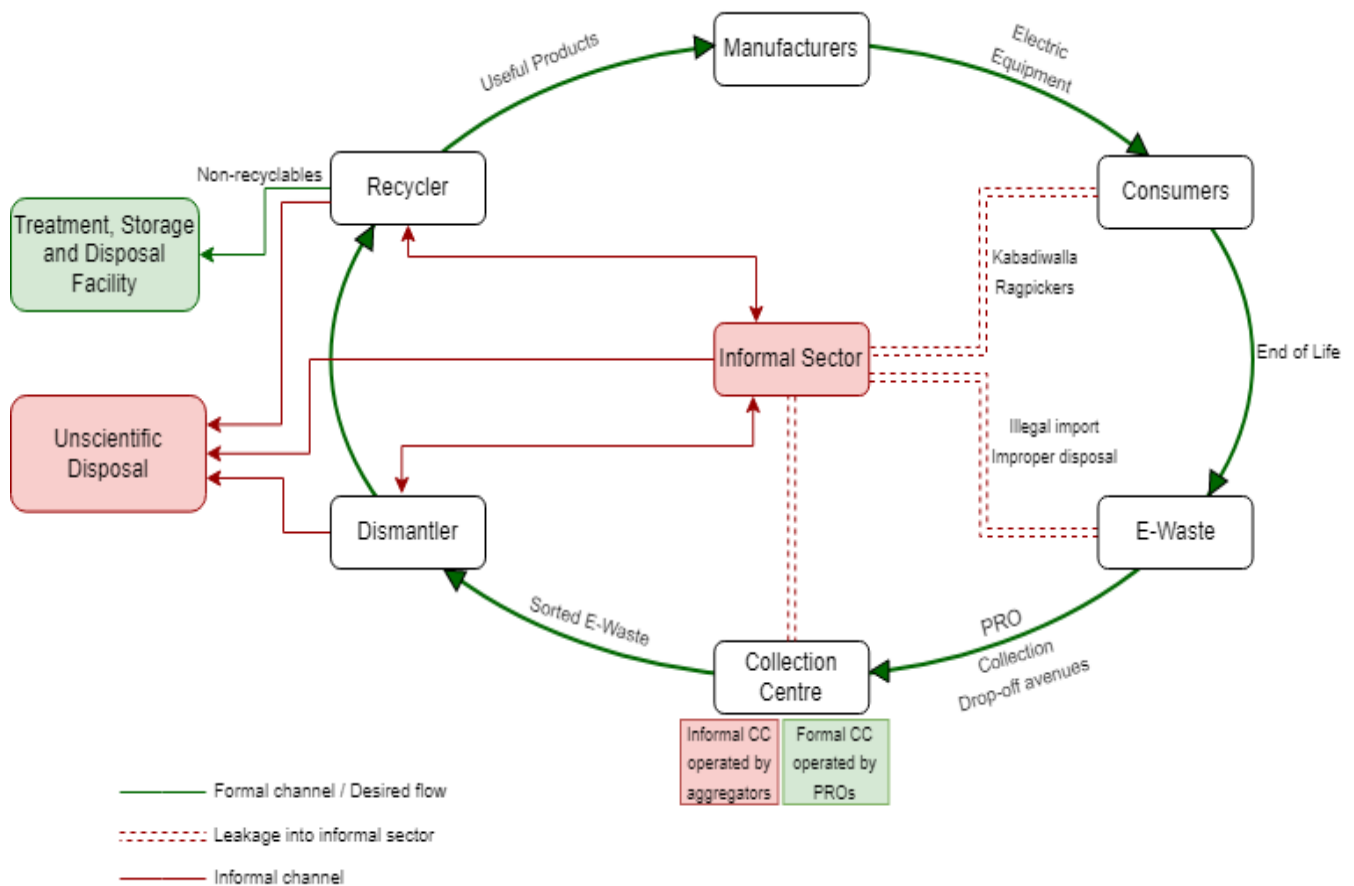 Manufacturers
Useful Products
Electric
Equipment
Recycler
Non-recyclables
Consumers
Treatment, Storage
and Disposal
Facility
Kabadiwalla
Ragpickers
Informal Sector
End of Life
Unscientific
Disposal
Illegal import
Improper disposal
Dismantler
E-Waste
Sorted E-Waste
PRO
Collection
Drop-off avenues
Collection
Centre
Informal CC
operated by
aggregators
Formal CC
operated by
PROs
Formal channel / Desired flow
Leakage into informal sector
Informal channel